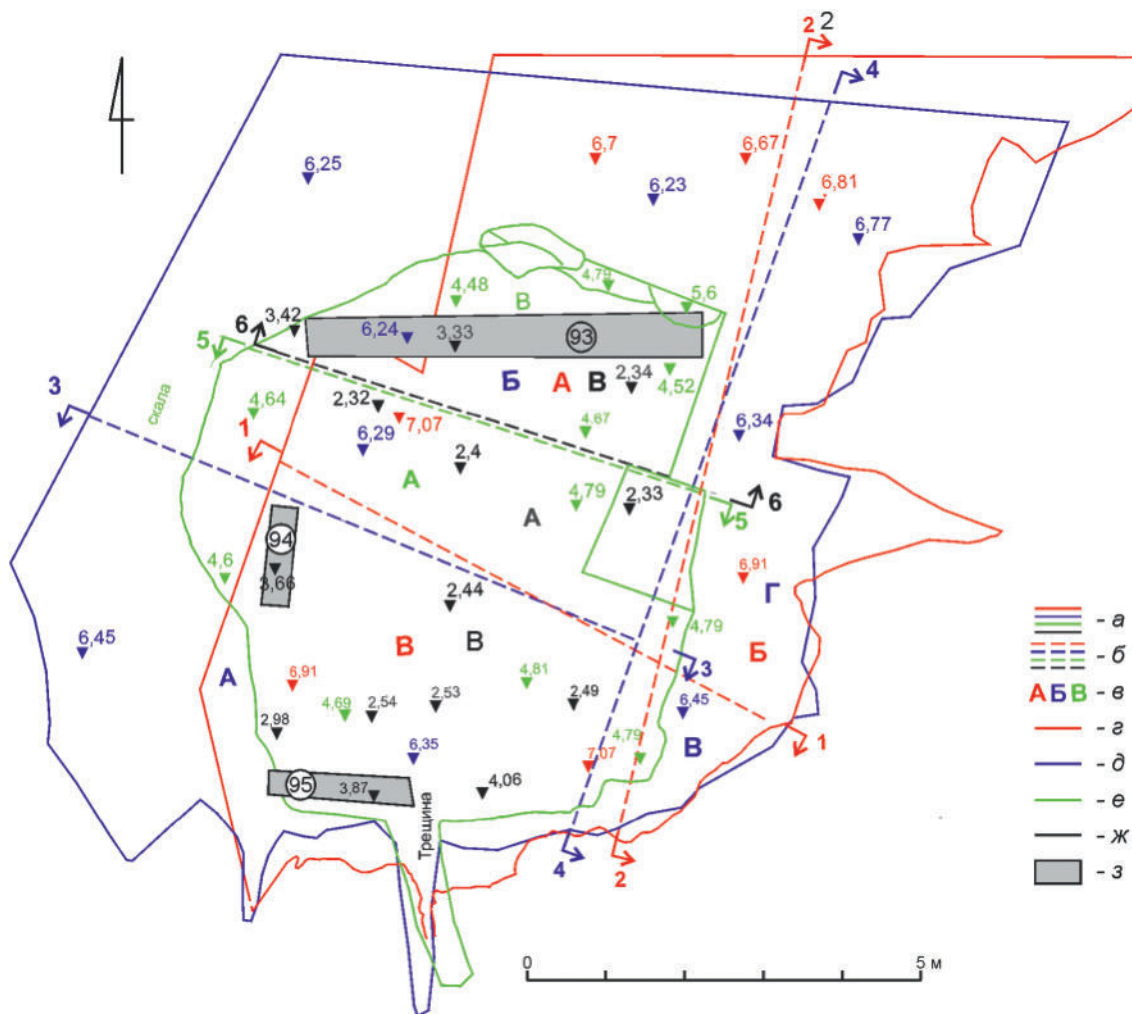 2 2
4
6,7
6,67
6,25
6,23
6,81
6,77
4,79
4,48
В
5,6
3,42
6
6,24
3,33
93
5
2,34
Б А В
4,52
3
скала
4,64
2,32
7,07
4,67
6,34
1
6,29
2,4
А
4,79
2,33
6
А
5
94
3,66
4,6
2,44
6,91
Г
6,45
В В
4,79
Б
3
А
6,91
4,81
4,69
2,54
2,53
2,49
6,45
2,98
6,35
4,79
В
1
7,07
95
3,87
4,06
Трещина
4
2
0
5 м
- а
- б
АБВ - в
- г
- д
- е
- ж
- з